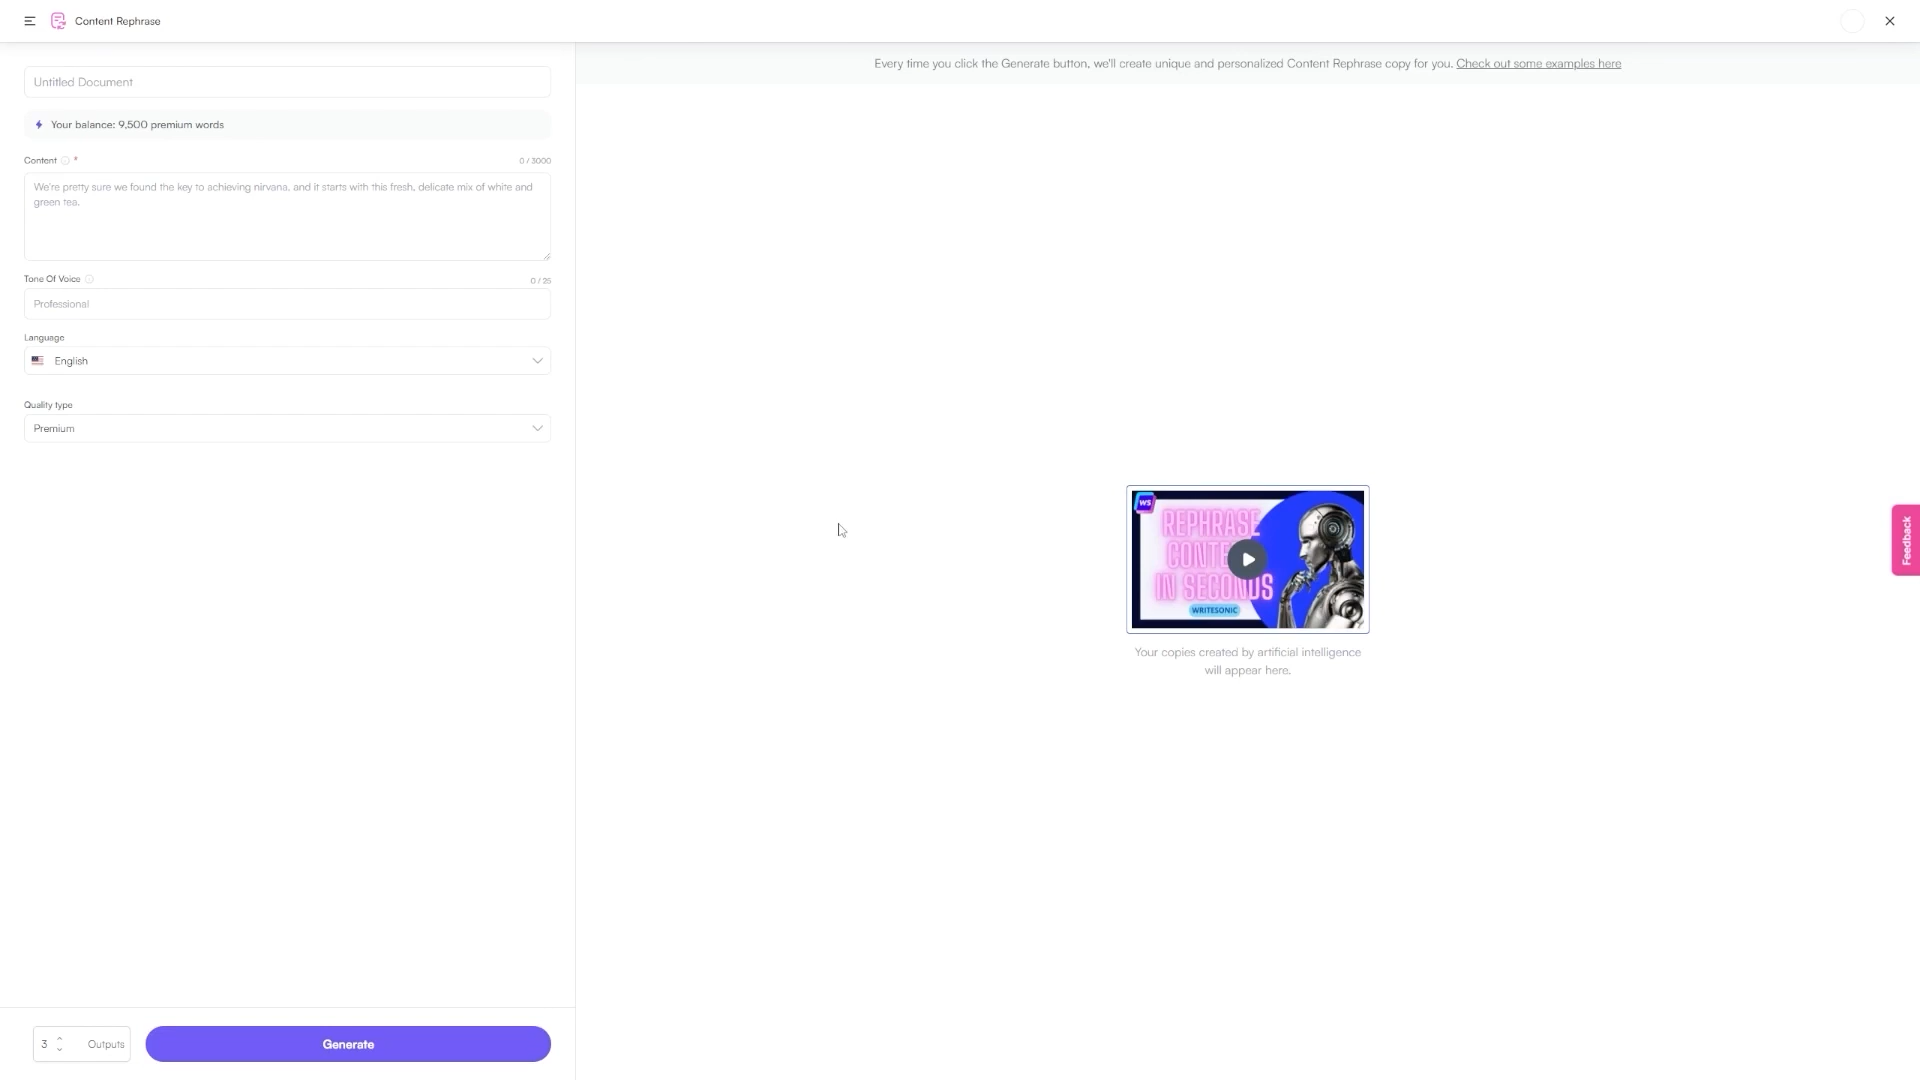 Content Rephrase
Untitled Document
Your balance: 9,500 premium words
Content *
0 / 3000
We're pretty sure we found the key to achieving nirvana, and it starts with this fresh, delicate mix of white and
green tea.
Tone Of Voice
0 / 25
Professional
Language
English
Quality type
Premium
3 Outputs
Generate
Every time you click the Generate button, we'll create unique and personalized Content Rephrase copy for you. Check out some examples here
WS
REPHRASE
IN SECONDS
WRITESONIC
Your copies created by artificial intelligence
will appear here.
Feedback